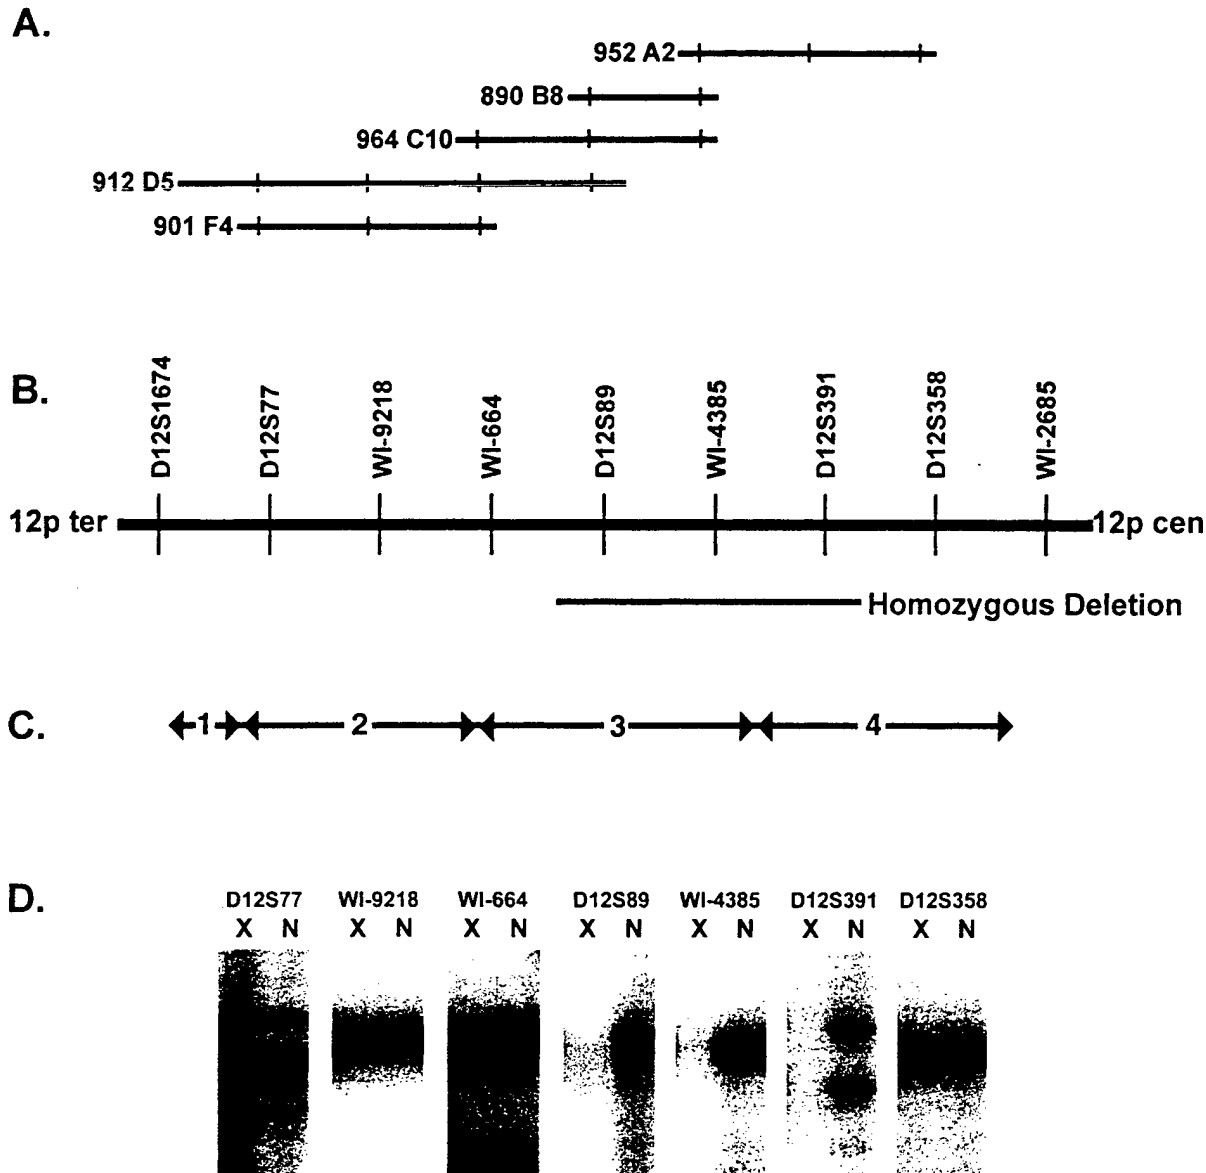 A.
952 A2
890 B8
964 C10
912 D5
901 F4
B.
D12S1674
D12S77
WI-9218
WI-664
D12S89
WI-4385
D12S391
D12S358
WI-2685
12p ter
12p cen
Homozygous Deletion
C.
1
2
3
4
D.
D12S77 WI-9218 WI-664 D12S89 WI-4385 D12S391 D12S358
X N X N X N X N X N X N X N